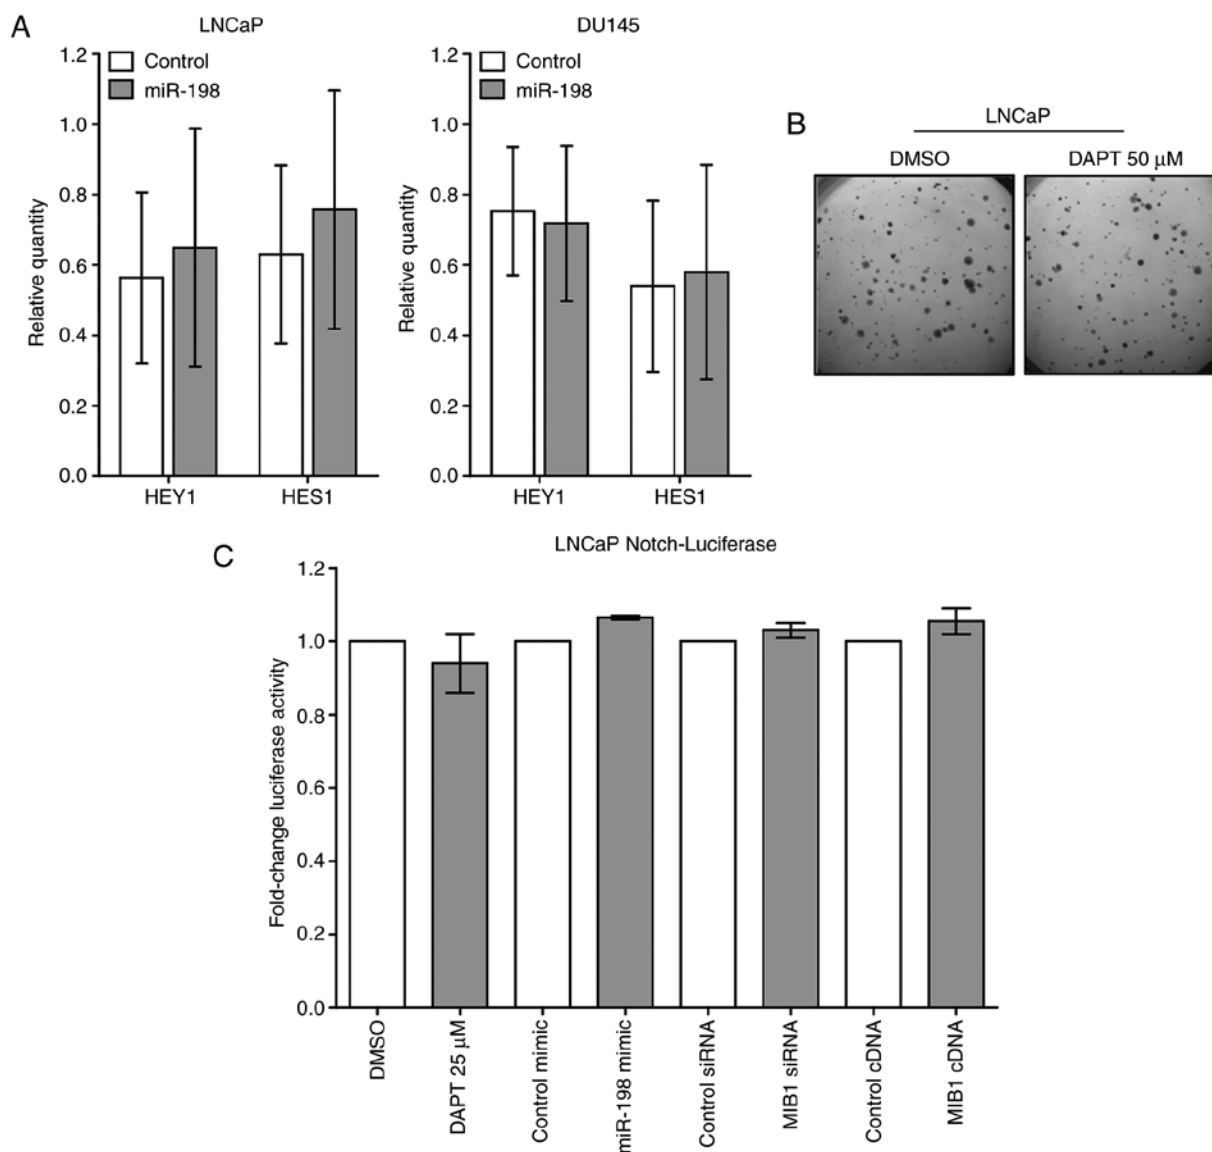 A
LNCaP
1.2
1.0
0.8
0.6
0.4
0.2
0.0
Relative quantity
Control
miR-198
HEY1
HES1
DU145
1.2
1.0
0.8
0.6
0.4
0.2
0.0
Relative quantity
Control
miR-198
HEY1
HES1
B
LNCaP
DMSO
DAPT 50 μM
C
LNCaP Notch-Luciferase
1.2
1.0
0.8
0.6
0.4
0.2
0.0
Fold-change luciferase activity
DMSO
DAPT 25 μM
Control mimic
miR-198 mimic
Control siRNA
MIB1 siRNA
Control cDNA
MIB1 cDNA